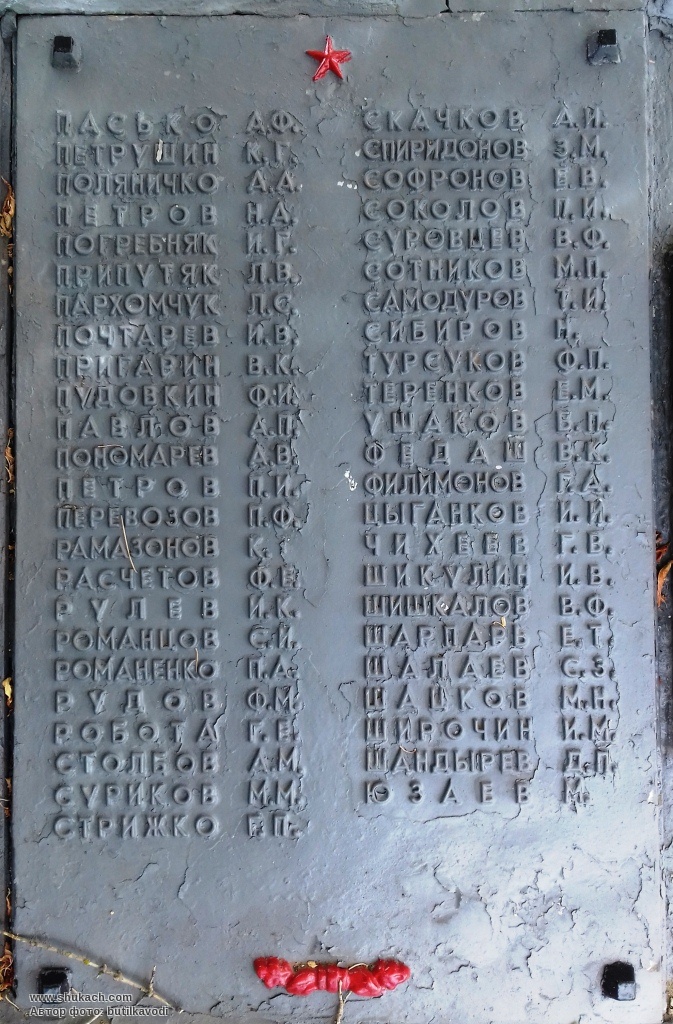 ПАСЬКО А.Ф.
ПЕТРУШИН К.Г.
ПОЛЯНИЧКО А.А.
ПЕТРОВ Н.А.
ПОГРЕБНЯК И.Г.
ПРИПУТЯК Л.В.
ПАРХОМЧУК Л.С.
ПОЧТАРЕВ И.В.
ПРИГАРИН В.К.
ПУДОВКИН Ф.И.
ПАВЛОВ А.П.
ПОНОМАРЕВ А.В.
ПЕТРОВ П.И.
ПЕРЕВОЗОВ П.Ф.
РАМАЗОНОВ К.
РАСЧЕТОВ Ф.Е.
РУЛЕВ И.К.
РОМАНЦОВ С.И.
РОМАНЕНКО П.А.
РУДОВ Ф.М.
РОБОТА Г.Е.
СТОЛБОВ А.М.
СУРИКОВ М.М.
СТРИЖКО Г.П.
СКАЧКОВ А.И.
СПИРИДОНОВ З.М.
СОФРОНОВ Е.В.
СОКОЛОВ П.И.
СУРОВЦЕВ В.Ф.
СОТНИКОВ М.П.
САМОДУРОВ Т.И.
СИБИРОВ Н.
ТУРСУКОВ Ф.П.
ТЕРЕНКОВ Е.М.
УШАКОВ В.П.
ФЕДАШ В.К.
ФИЛИМОНОВ Г.А.
ЦЫГАНКОВ И.И.
ЧИХЕЕВ Г.В.
ШИКУЛИН И.В.
ШИШКАЛОВ В.Ф.
ШАРПАРЬ Е.Т.
ШАЛАЕВ С.З.
ШАЦКОВ М.Н.
ШИРОЧИН И.М.
ШАНДЫРЕВ Д.П.
ЮЗАЕВ М.
www.shukach.com
Автор фото: butilkavodi